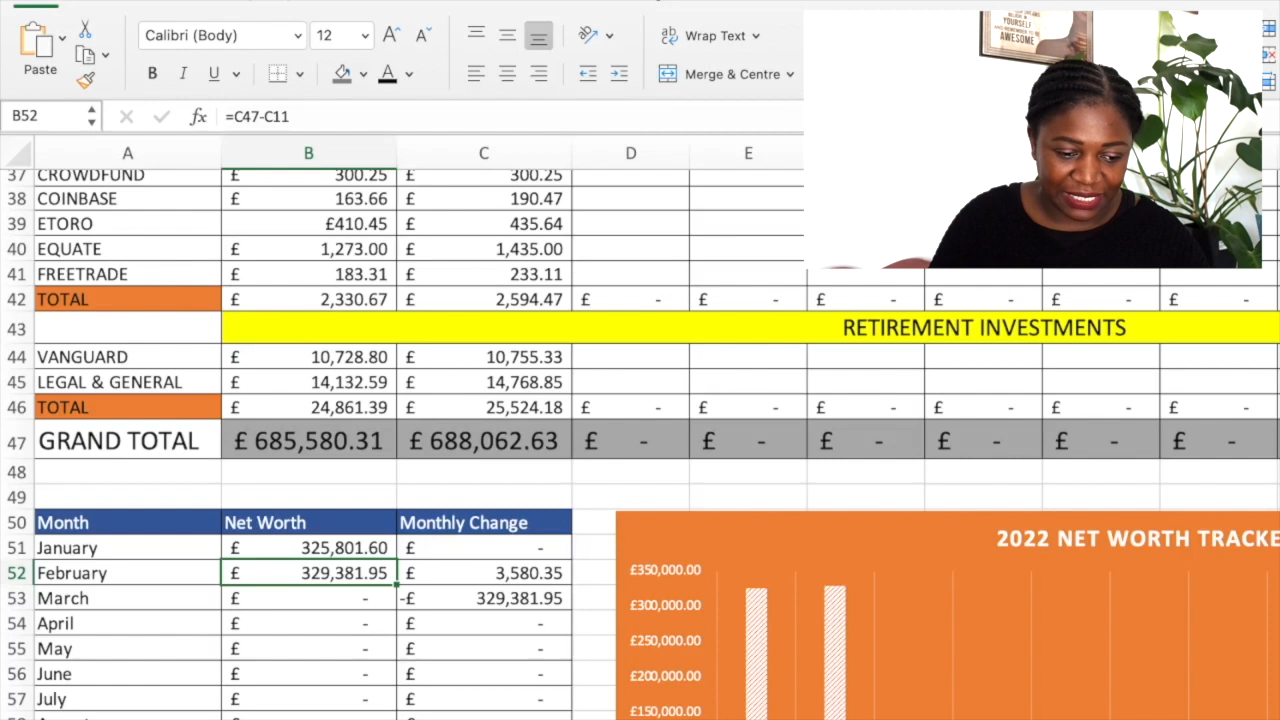 Calibri (Body) 12 A A ab Wrap Text
Paste B I U A Merge & Centre
B52 fx =C47-C11
A B C D E
37 CROWDFUND £ 300.25 £ 300.25
38 COINBASE £ 163.66 £ 190.47
39 ETORO £410.45 £ 435.64
40 EQUATE £ 1,273.00 £ 1,435.00
41 FREETRADE £ 183.31 £ 233.11
42 TOTAL £ 2,330.67 £ 2,594.47 £ - £ - £ - £ - £ - £ -
43 RETIREMENT INVESTMENTS
44 VANGUARD £ 10,728.80 £ 10,755.33
45 LEGAL & GENERAL £ 14,132.59 £ 14,768.85
46 TOTAL £ 24,861.39 £ 25,524.18 £ - £ - £ - £ - £ - £ -
47 GRAND TOTAL £ 685,580.31 £ 688,062.63 £ - £ - £ - £ - £ - £ -
48
49
50 Month Net Worth Monthly Change
51 January £ 325,801.60 £ -
52 February £ 329,381.95 £ 3,580.35
53 March £ - -£ 329,381.95
54 April £ - £ -
55 May £ - £ -
56 June £ - £ -
57 July £ - £ -
2022 NET WORTH TRACKE
£350,000.00
£300,000.00
£250,000.00
£200,000.00
£150,000.00
AWESOME